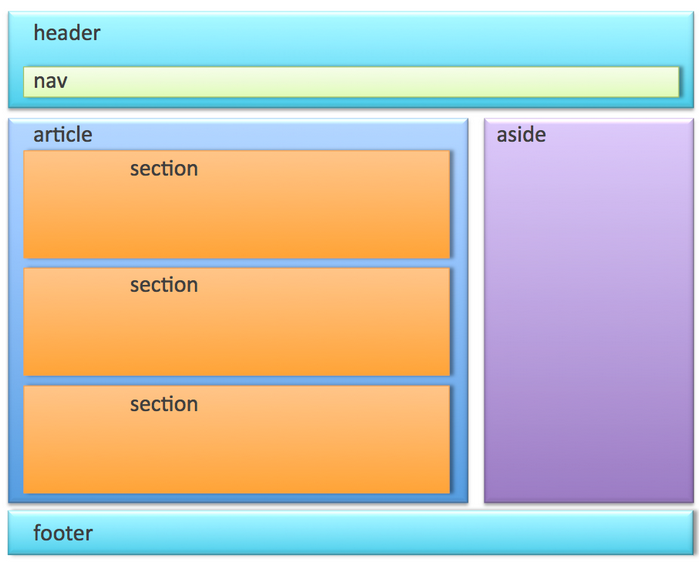 header
nav
article
aside
section
section
section
footer